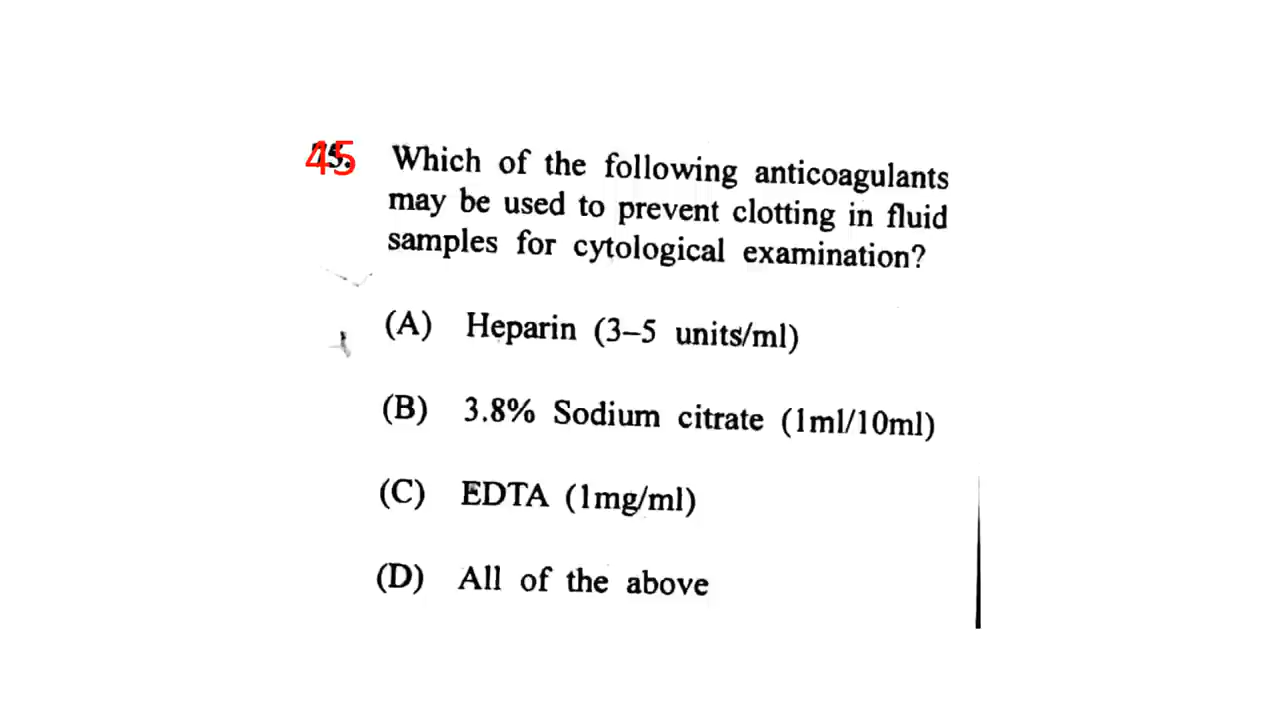 45. Which of the following anticoagulants
may be used to prevent clotting in fluid
samples for cytological examination?
(A) Heparin (3–5 units/ml)
(B) 3.8% Sodium citrate (1ml/10ml)
(C) EDTA (1mg/ml)
(D) All of the above